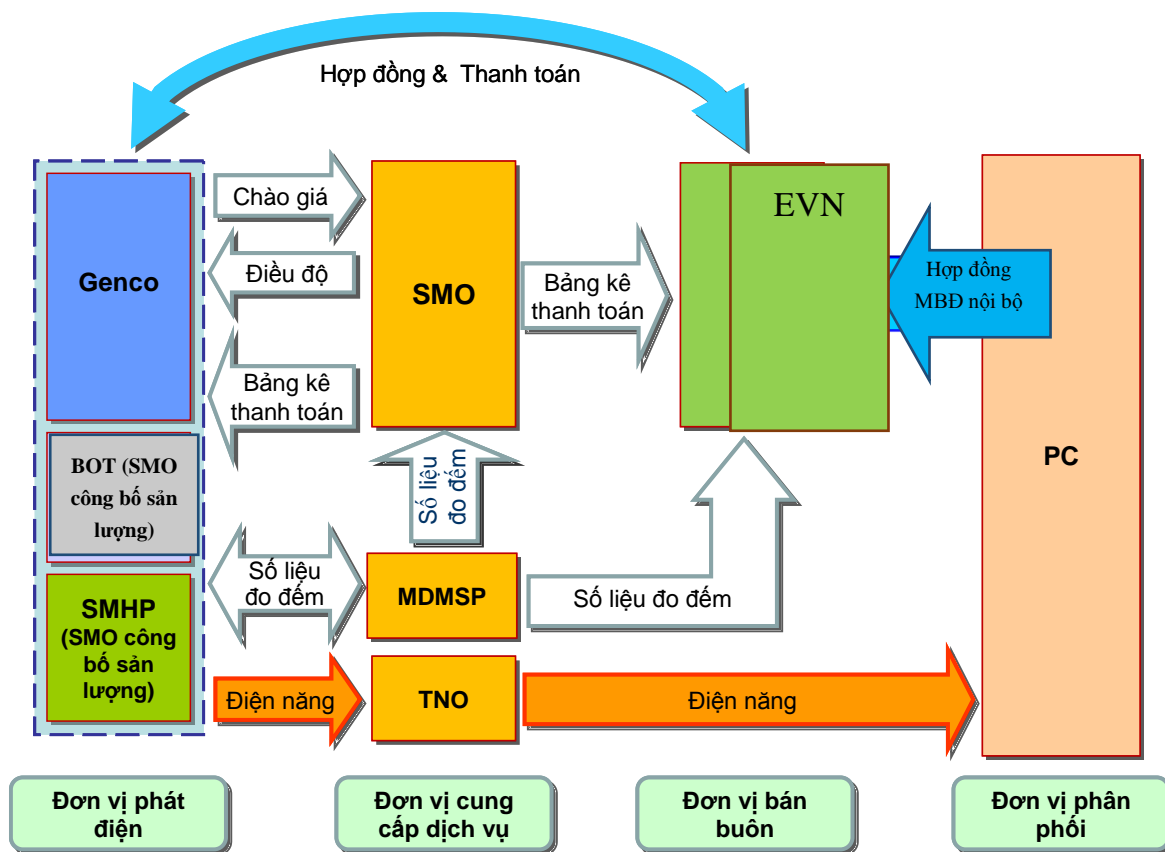 Hợp đồng & Thanh toán
Chào giá
Điều độ
Bảng kê
thanh toán
Genco
BOT (SMO
công bố sản
lượng)
SMHP
(SMO công
bố sản
lượng)
SMO
Bảng kê
thanh toán
EVN
Hợp đồng
MBĐ nội bộ
PC
Số liệu
đo đếm
Số liệu
đo đếm
MDMSP
Số liệu đo đếm
Điện năng
TNO
Điện năng
Đơn vị phát
điện
Đơn vị cung
cấp dịch vụ
Đơn vị bán
buôn
Đơn vị phân
phối